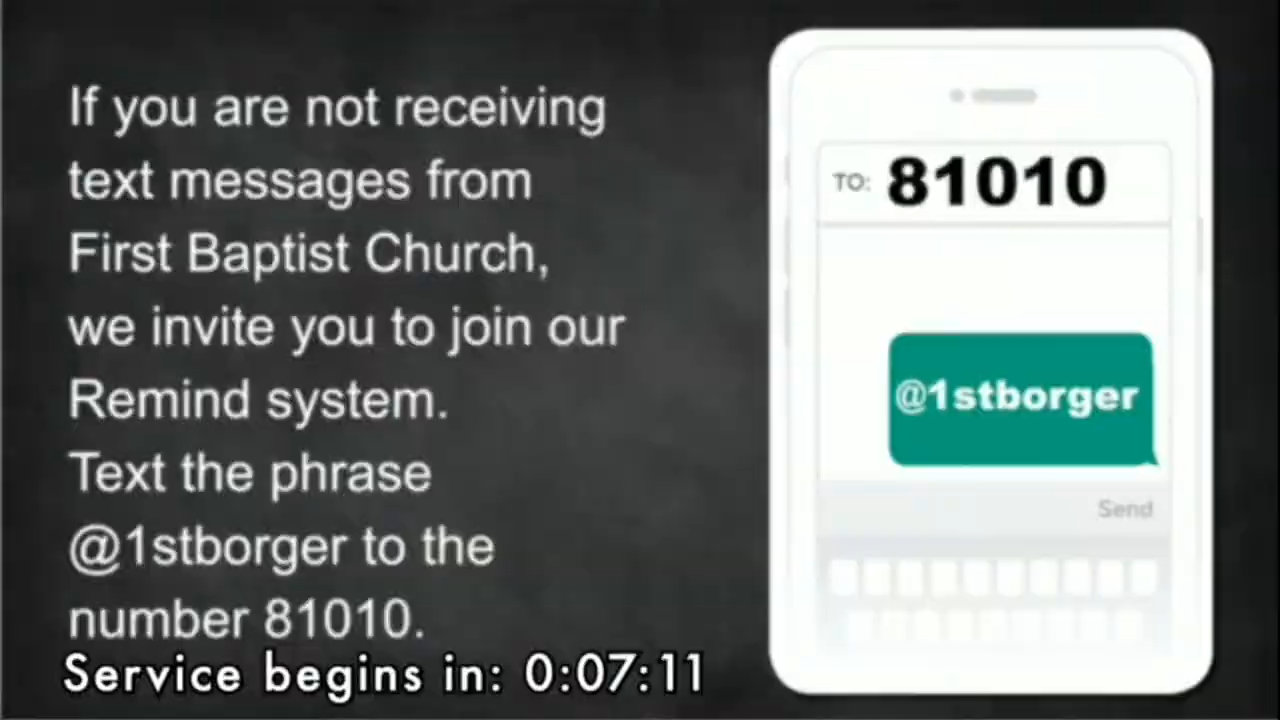 If you are not receiving
text messages from
First Baptist Church,
we invite you to join our
Remind system.
Text the phrase
@1stborger to the
number 81010.
Service begins in: 0:07:11
TO: 81010
@1stborger
Send